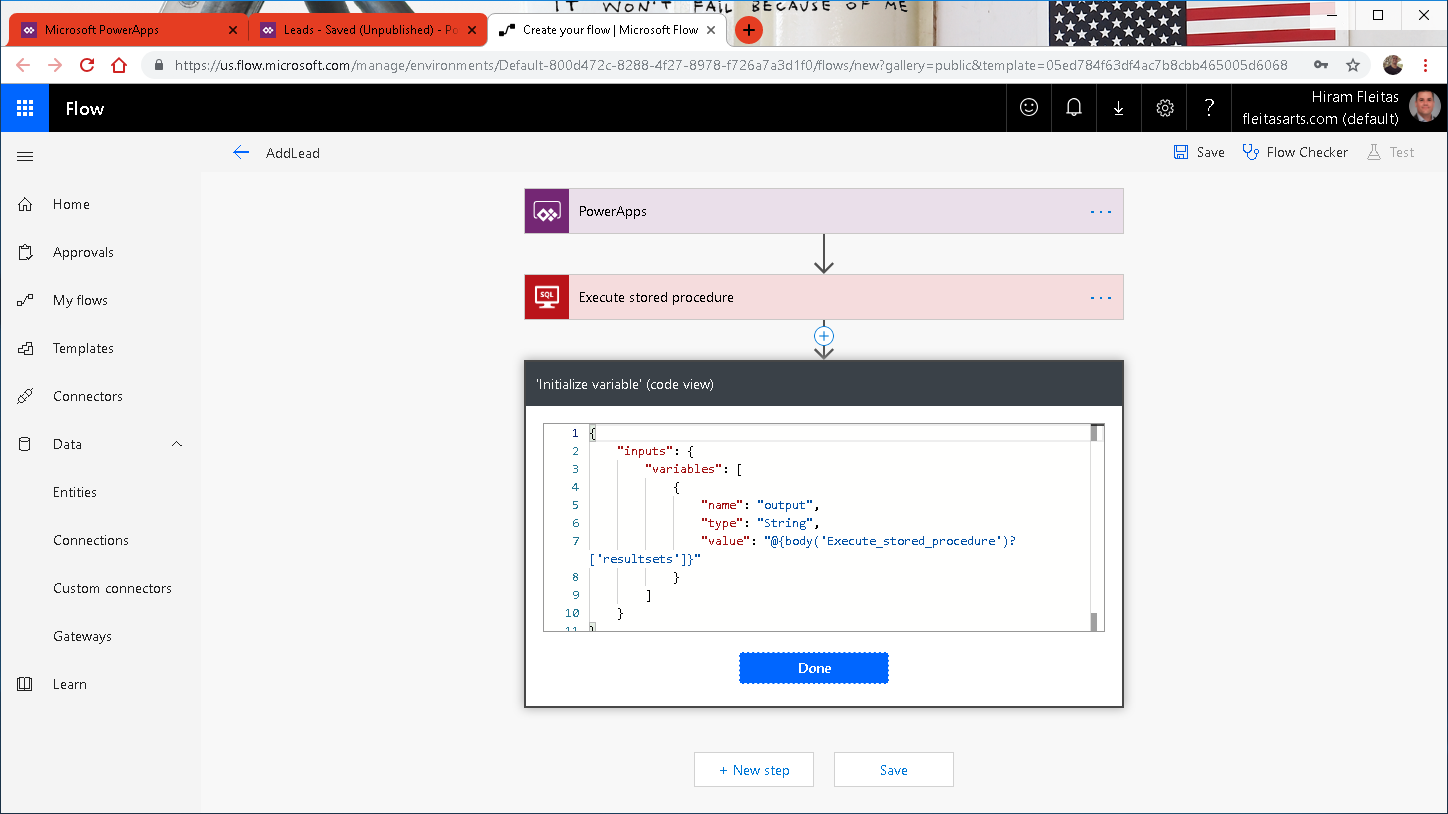 IT WON'T FAIL BECAUSE OF ME
Microsoft PowerApps
Leads - Saved (Unpublished) - Po
Create your flow | Microsoft Flow
https://us.flow.microsoft.com/manage/environments/Default-800d472c-8288-4f27-8978-f726a7a3d1f0/flows/new?gallery=public&template=05ed784f63df4ac7b8cbb465005d6068
Flow
?
Hiram Fleitas
fleitasarts.com (default)
AddLead
Save
Flow Checker
Test
Home
Approvals
My flows
Templates
Connectors
Data
Entities
Connections
Custom connectors
Gateways
Learn
PowerApps
SQL
Execute stored procedure
'Initialize variable' (code view)
1 {
2 "inputs": {
3 "variables": [
4 {
5 "name": "output",
6 "type": "String",
7 "value": "@{body('Execute_stored_procedure')?
['resultsets']}"
8 }
9 ]
10 }
11 }
Done
+ New step
Save